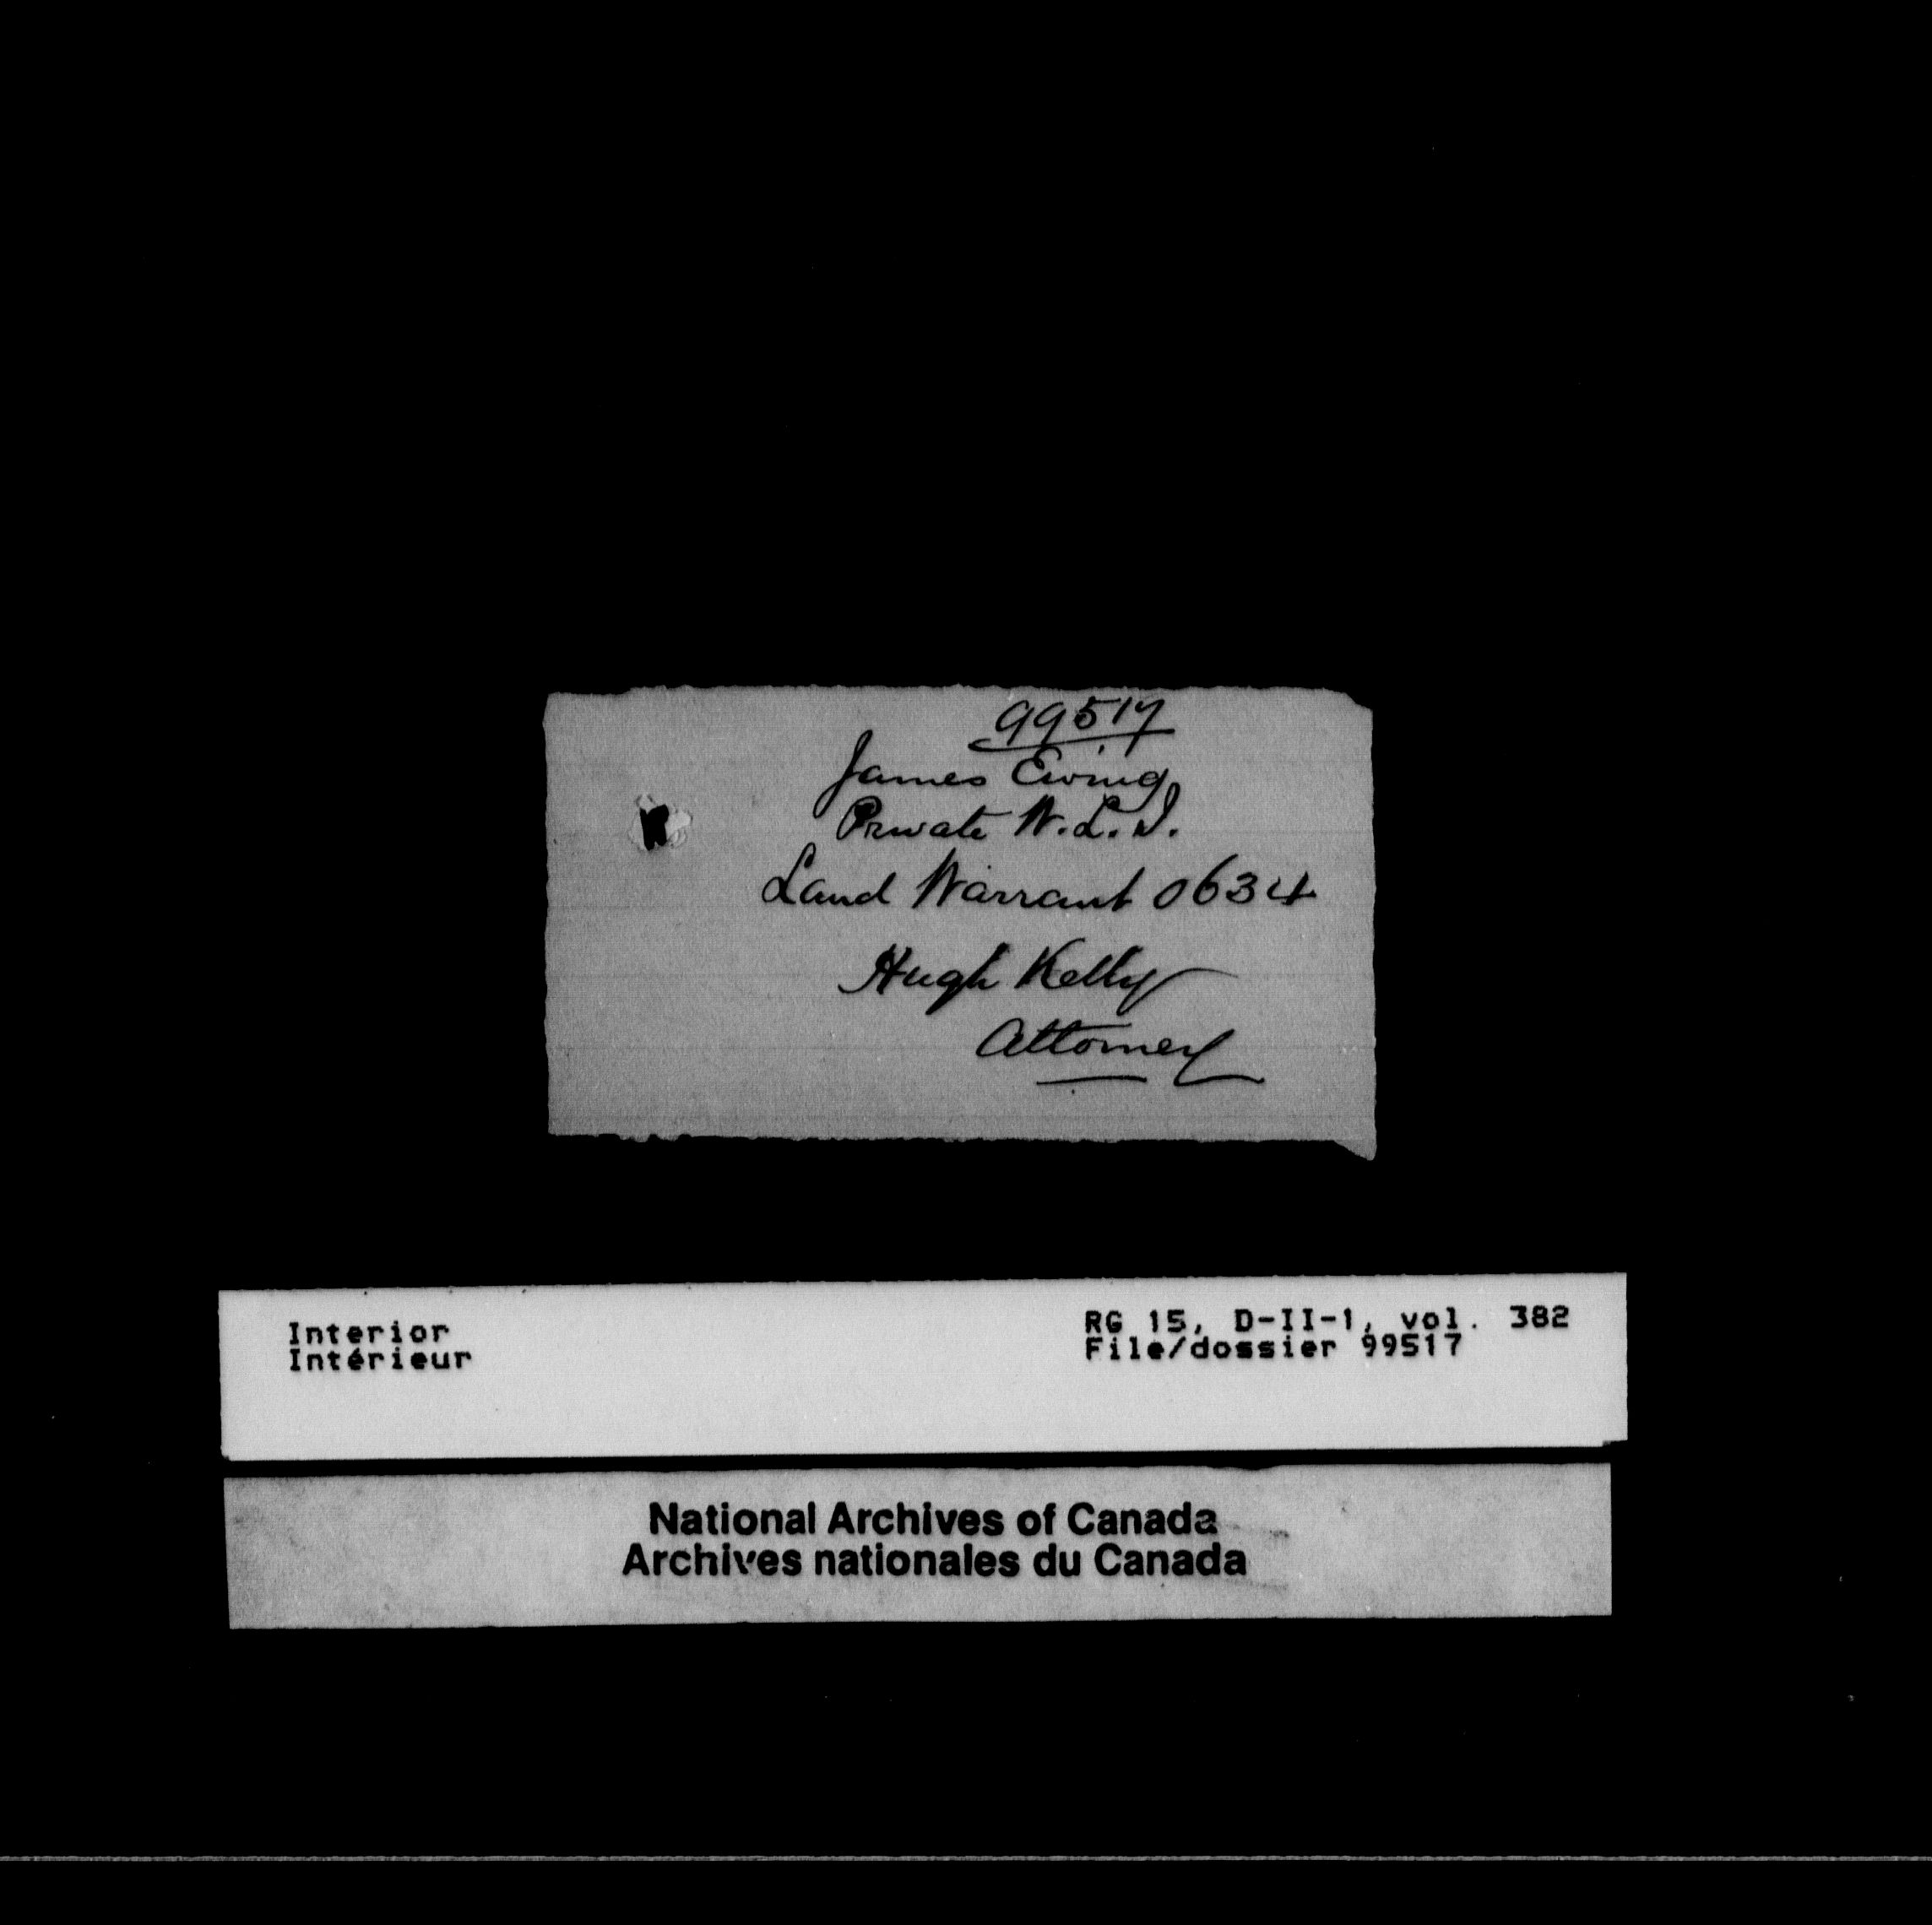 99517
James Ewing
Private W.L.I.
Land Warrant 0634
Hugh Kelly
Attorney
Interior
Intérieur
RG 15, D-II-1, vol. 382
File/dossier 99517
National Archives of Canada
Archives nationales du Canada